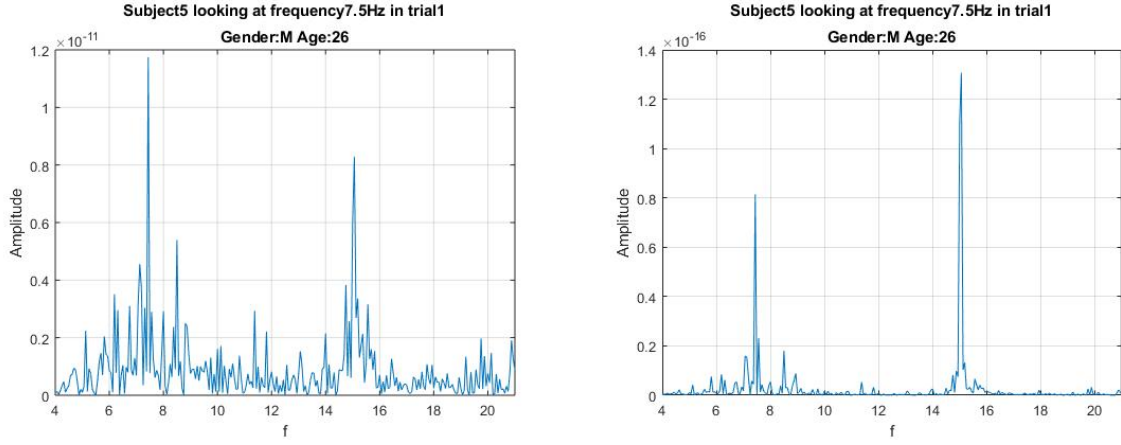 Subject5 looking at frequency7.5Hz in trial1
Gender:M Age:26
×10⁻¹¹
1.2
1
0.8
0.6
0.4
0.2
0
Amplitude
4 6 8 10 12 14 16 18 20
f
Subject5 looking at frequency7.5Hz in trial1
Gender:M Age:26
×10⁻¹⁶
1.4
1.2
1
0.8
0.6
0.4
0.2
0
Amplitude
4 6 8 10 12 14 16 18 20
f